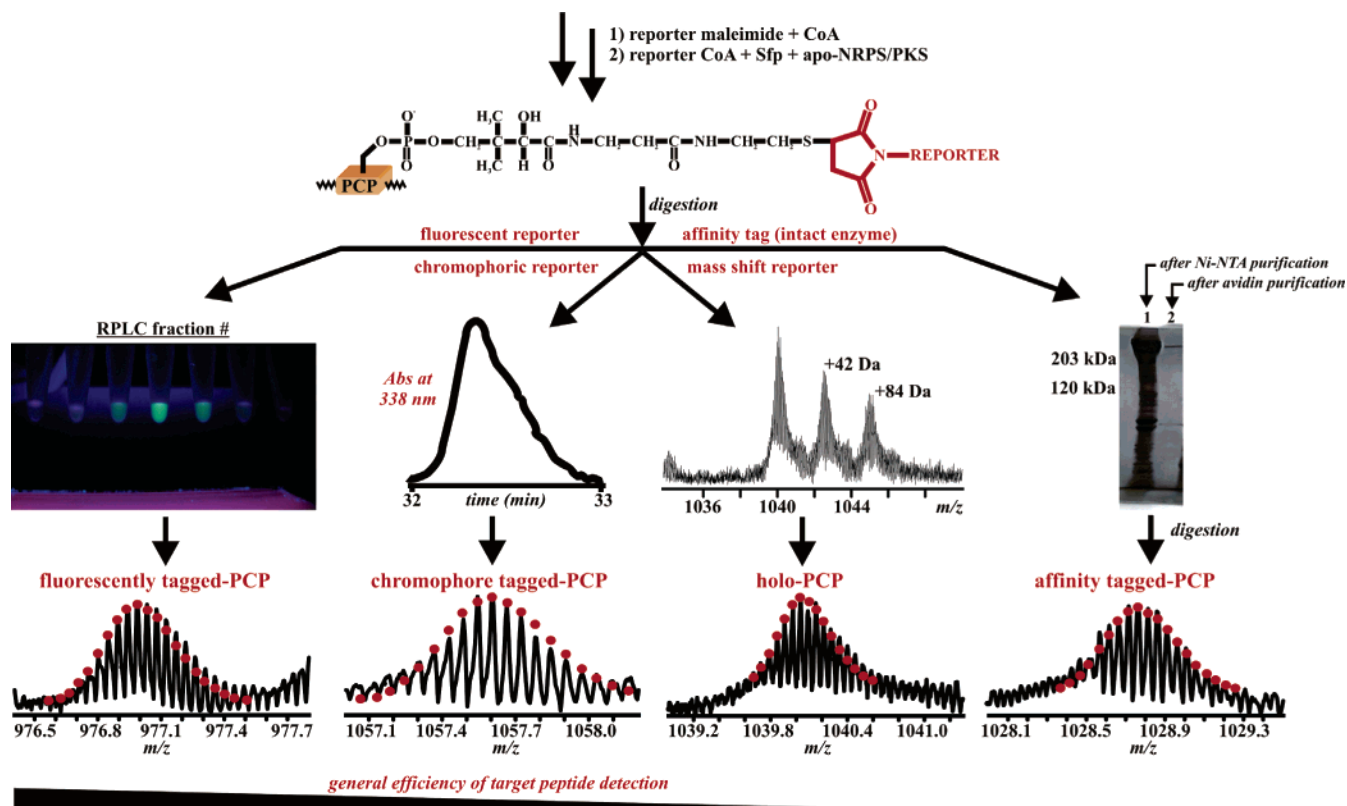 1) reporter maleimide + CoA
2) reporter CoA + Sfp + apo-NRPS/PKS
O⁻ H₃C OH H O
O P O CH₂ C C C N CH₂ CH₂ C NH CH₂ CH₂ S N REPORTER
O H₃C H O O O
PCP
digestion
fluorescent reporter affinity tag (intact enzyme)
chromophoric reporter mass shift reporter
after Ni-NTA purification
after avidin purification
1 2
RPLC fraction #
203 kDa
120 kDa
Abs at
338 nm
+42 Da
+84 Da
32 time (min) 33
1036 1040 1044 m/z
digestion
fluorescently tagged-PCP chromophore tagged-PCP holo-PCP affinity tagged-PCP
976.5 976.8 977.1 977.4 977.7
m/z
1057.1 1057.4 1057.7 1058.0
m/z
1039.2 1039.8 1040.4 1041.0
m/z
1028.1 1028.5 1028.9 1029.3
m/z
general efficiency of target peptide detection